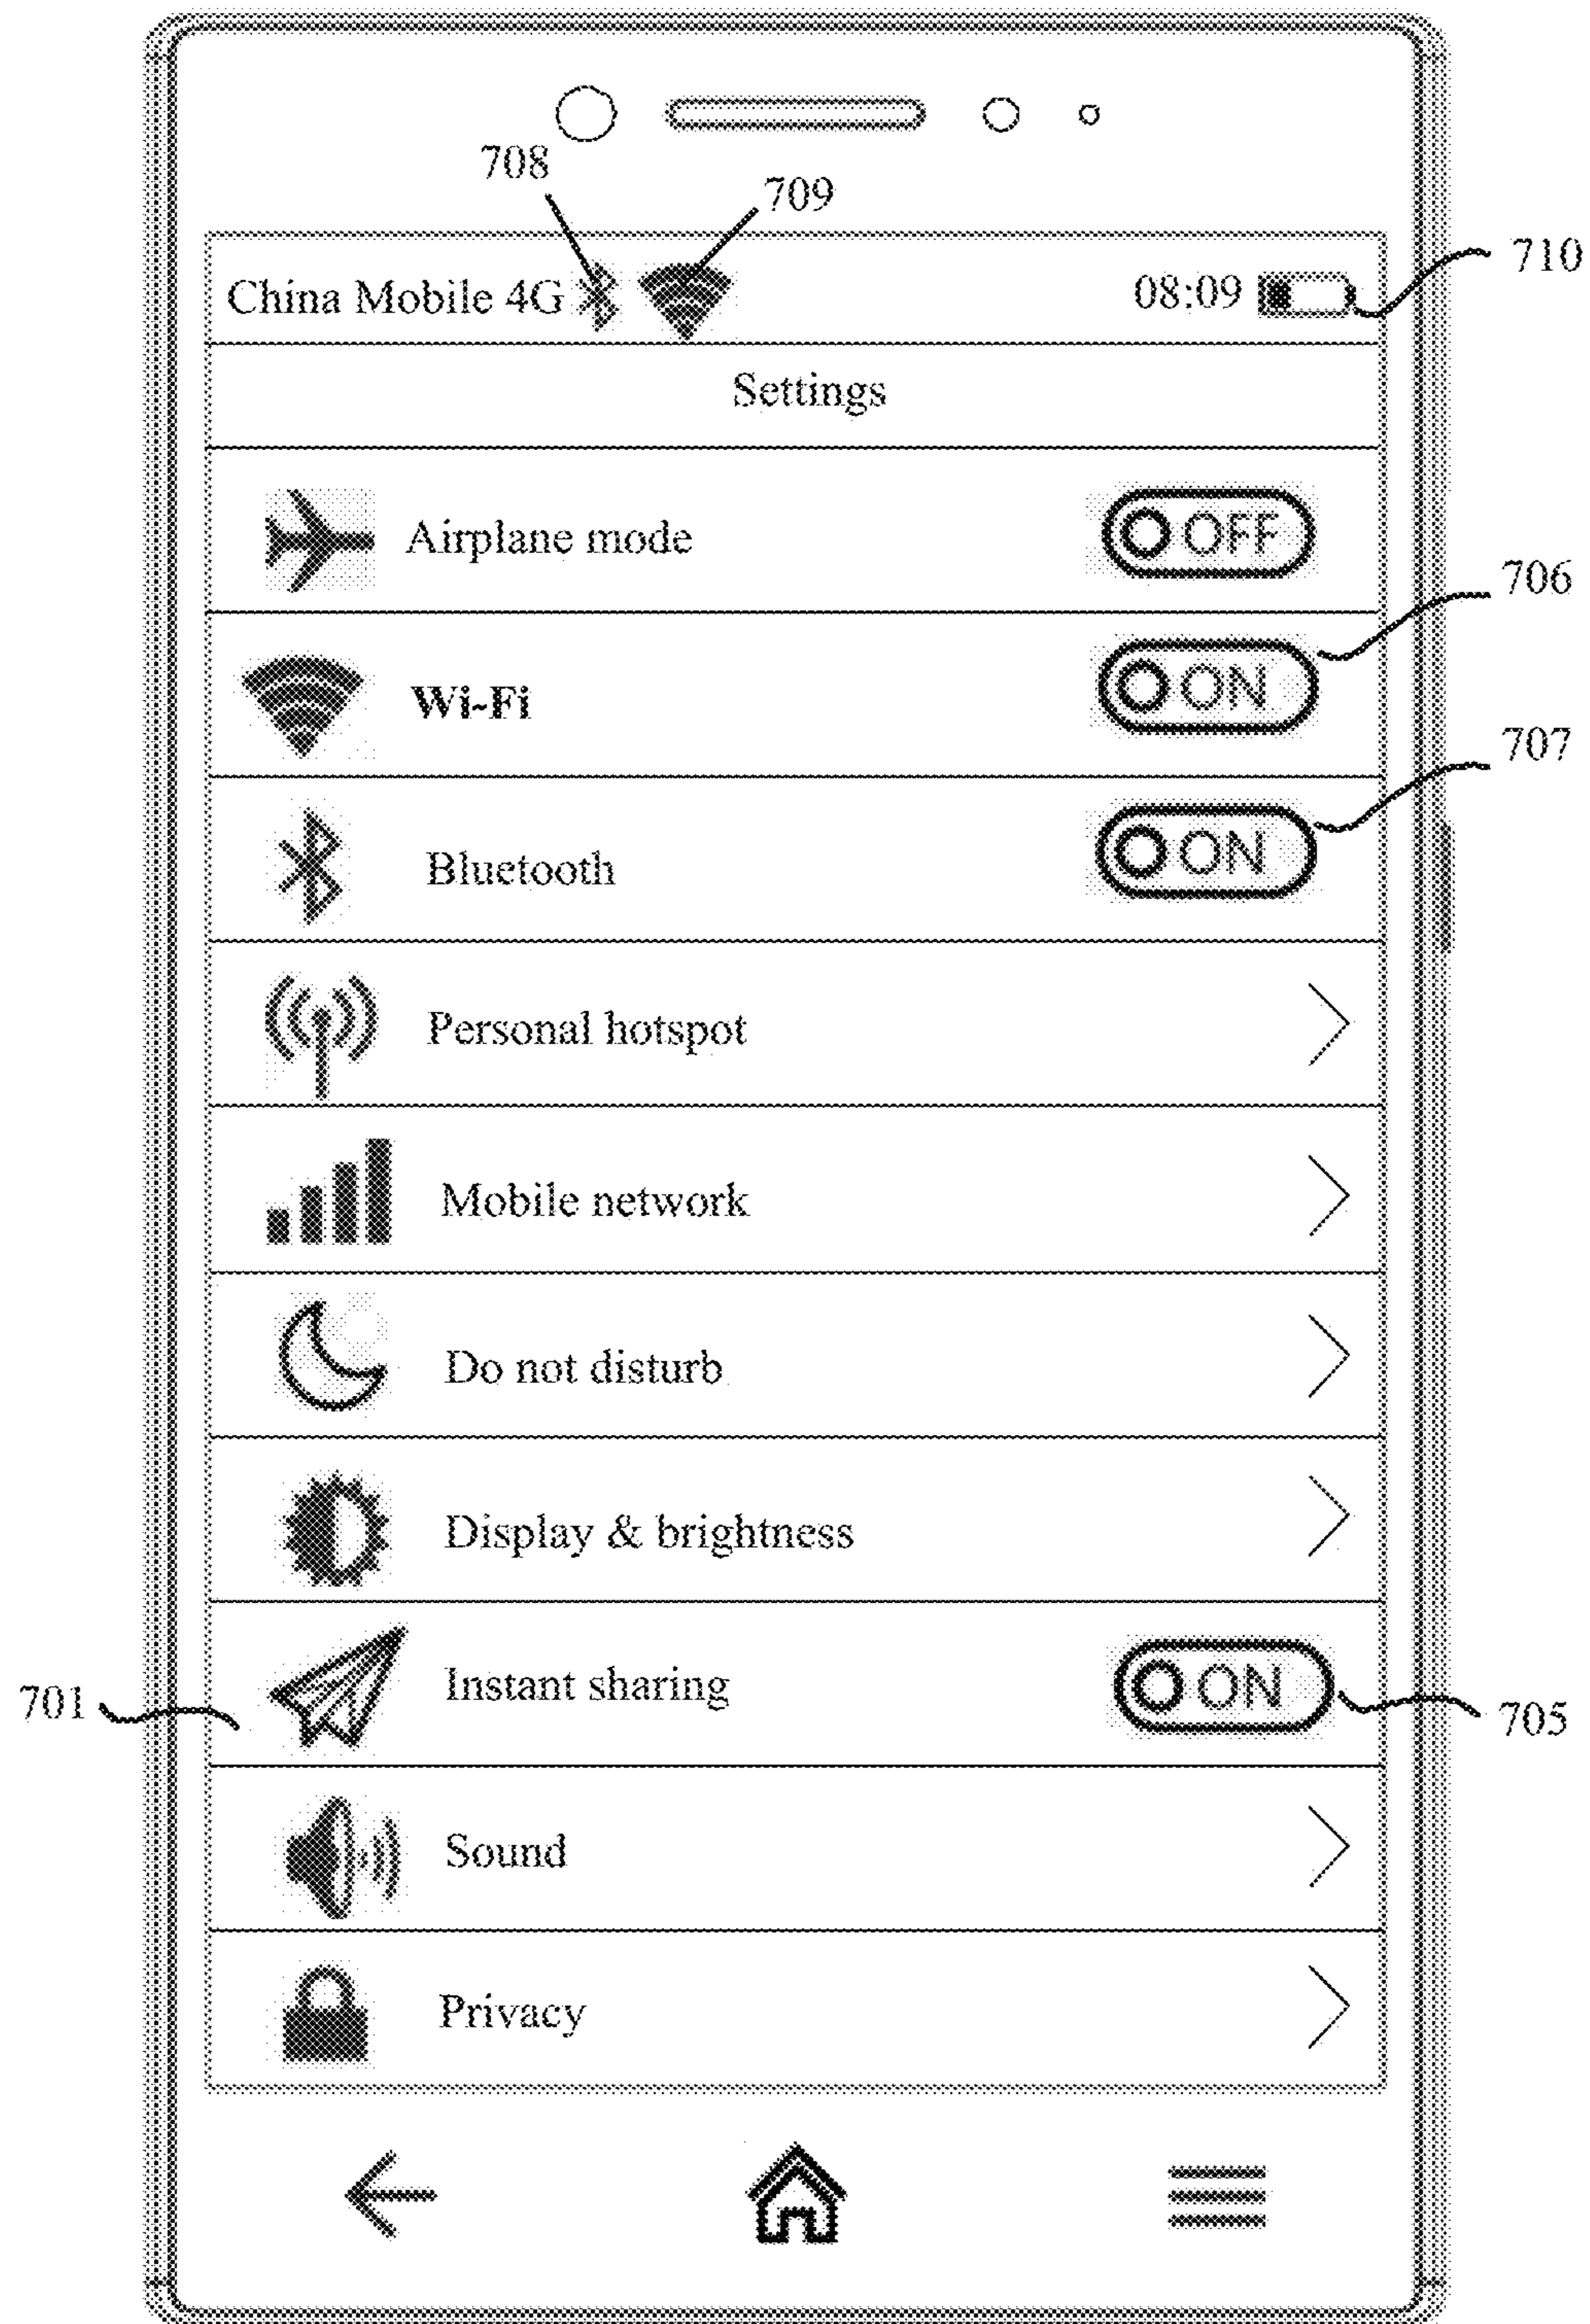 708
709
710
China Mobile 4G 08:09
Settings
Airplane mode OFF
706
Wi-Fi ON
707
Bluetooth ON
Personal hotspot
Mobile network
Do not disturb
Display & brightness
Instant sharing ON
701
705
Sound
Privacy